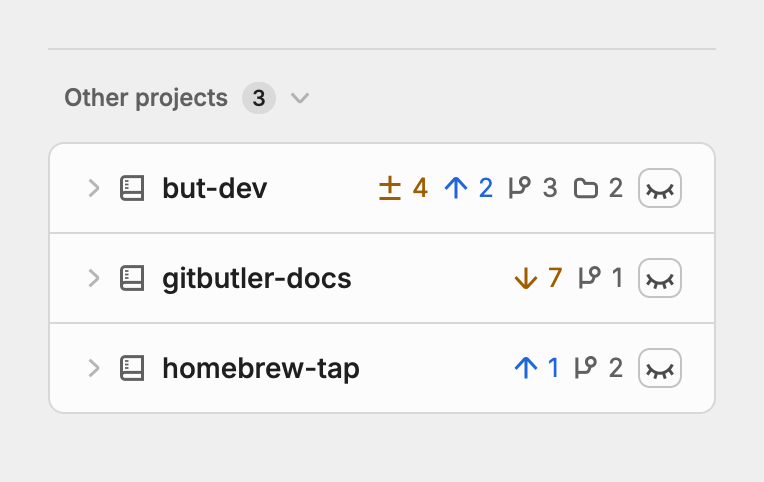 Other projects 3
but-dev ± 4 ↑ 2 3 2
gitbutler-docs ↓ 7 1
homebrew-tap ↑ 1 2